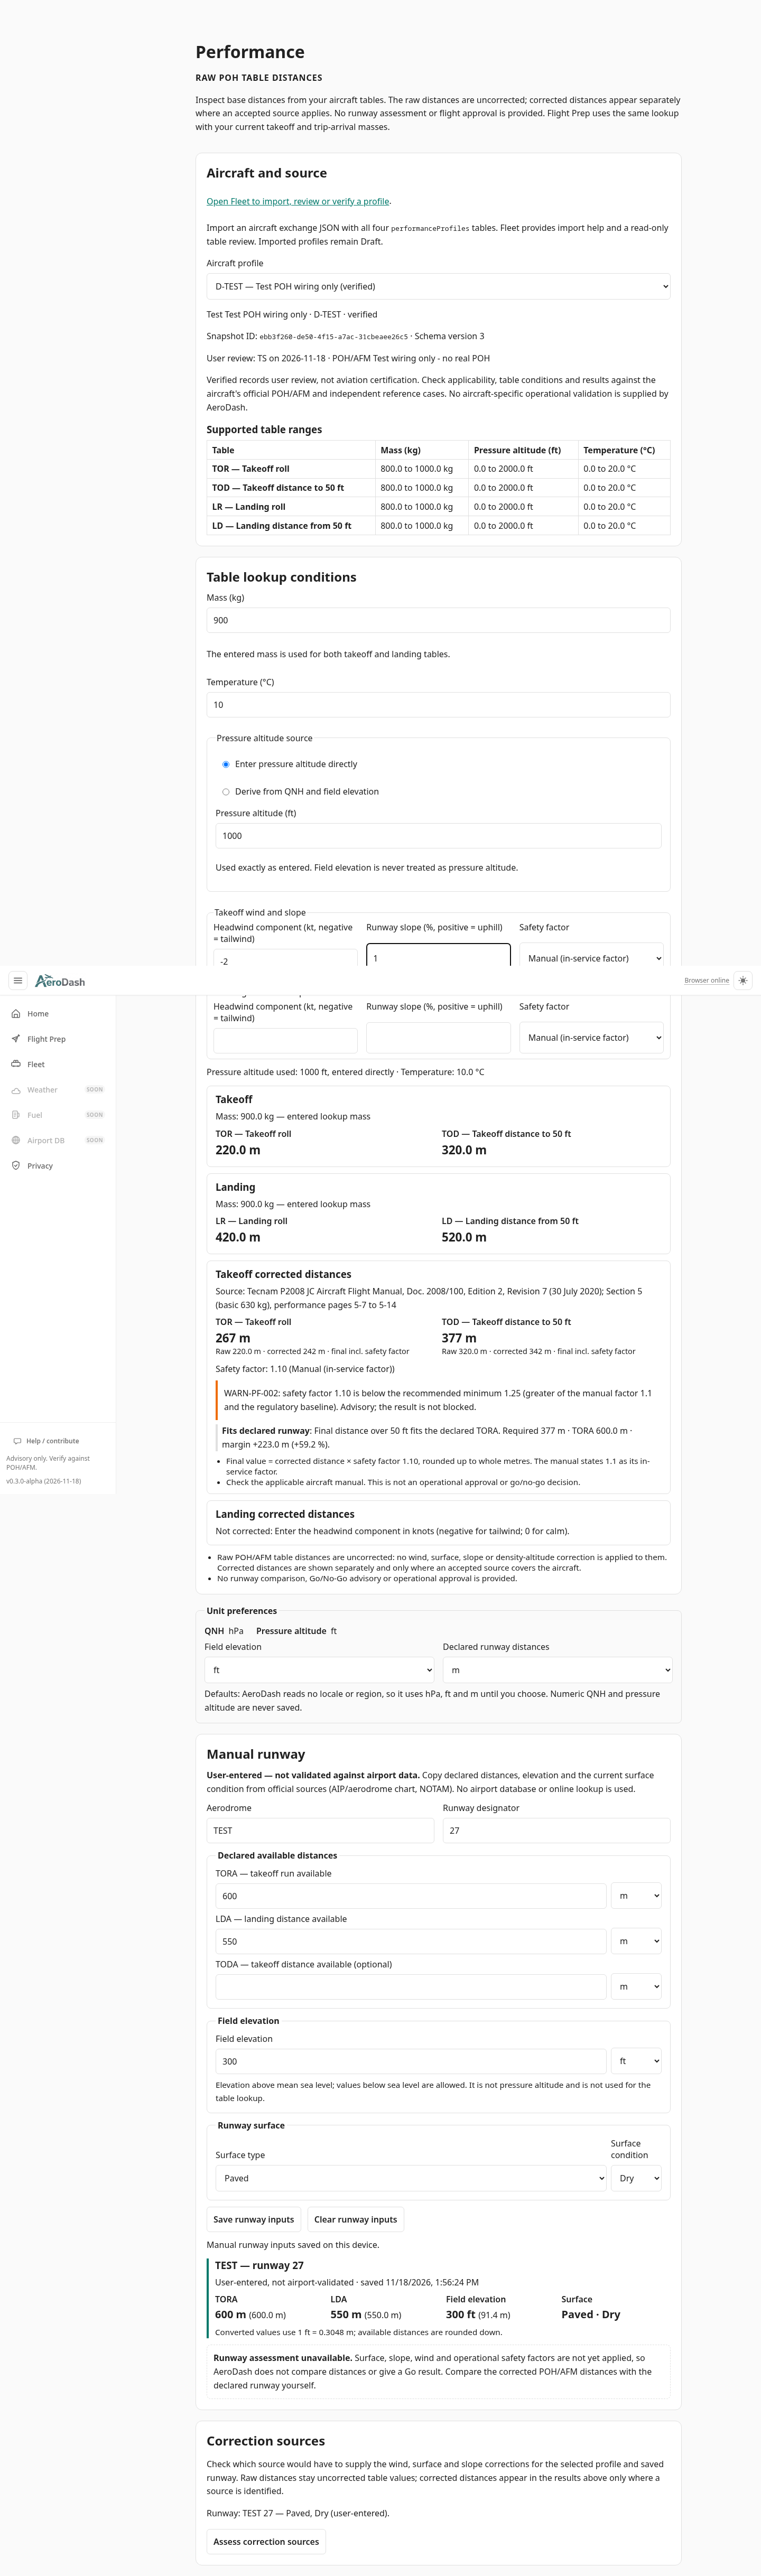 Performance
RAW POH TABLE DISTANCES
Inspect base distances from your aircraft tables. The raw distances are uncorrected; corrected distances appear separately
where an accepted source applies. No runway assessment or flight approval is provided. Flight Prep uses the same lookup
with your current takeoff and trip-arrival masses.
Aircraft and source
Open Fleet to import, review or verify a profile.
Import an aircraft exchange JSON with all four performanceProfiles tables. Fleet provides import help and a read-only
table review. Imported profiles remain Draft.
Aircraft profile
D-TEST — Test POH wiring only (verified)
Test Test POH wiring only · D-TEST · verified
Snapshot ID: ebb3f260-de50-4f15-a7ac-31cbeaee26c5 · Schema version 3
User review: TS on 2026-11-18 · POH/AFM Test wiring only - no real POH
Verified records user review, not aviation certification. Check applicability, table conditions and results against the
aircraft's official POH/AFM and independent reference cases. No aircraft-specific operational validation is supplied by
AeroDash.
Supported table ranges
Table Mass (kg) Pressure altitude (ft) Temperature (°C)
TOR — Takeoff roll 800.0 to 1000.0 kg 0.0 to 2000.0 ft 0.0 to 20.0 °C
TOD — Takeoff distance to 50 ft 800.0 to 1000.0 kg 0.0 to 2000.0 ft 0.0 to 20.0 °C
LR — Landing roll 800.0 to 1000.0 kg 0.0 to 2000.0 ft 0.0 to 20.0 °C
LD — Landing distance from 50 ft 800.0 to 1000.0 kg 0.0 to 2000.0 ft 0.0 to 20.0 °C
Table lookup conditions
Mass (kg)
900
The entered mass is used for both takeoff and landing tables.
Temperature (°C)
10
Pressure altitude source
Enter pressure altitude directly
Derive from QNH and field elevation
Pressure altitude (ft)
1000
Used exactly as entered. Field elevation is never treated as pressure altitude.
Takeoff wind and slope
Headwind component (kt, negative Runway slope (%, positive = uphill) Safety factor
= tailwind)
-2 1 Manual (in-service factor)
AeroDash Browser online
Headwind component (kt, negative Runway slope (%, positive = uphill) Safety factor
= tailwind)
Manual (in-service factor)
Home
Flight Prep
Fleet
Weather SOON
Fuel SOON
Airport DB SOON
Privacy
Help / contribute
Advisory only. Verify against
POH/AFM.
v0.3.0-alpha (2026-11-18)
Pressure altitude used: 1000 ft, entered directly · Temperature: 10.0 °C
Takeoff
Mass: 900.0 kg — entered lookup mass
TOR — Takeoff roll TOD — Takeoff distance to 50 ft
220.0 m 320.0 m
Landing
Mass: 900.0 kg — entered lookup mass
LR — Landing roll LD — Landing distance from 50 ft
420.0 m 520.0 m
Takeoff corrected distances
Source: Tecnam P2008 JC Aircraft Flight Manual, Doc. 2008/100, Edition 2, Revision 7 (30 July 2020); Section 5
(basic 630 kg), performance pages 5-7 to 5-14
TOR — Takeoff roll TOD — Takeoff distance to 50 ft
267 m 377 m
Raw 220.0 m · corrected 242 m · final incl. safety factor Raw 320.0 m · corrected 342 m · final incl. safety factor
Safety factor: 1.10 (Manual (in-service factor))
WARN-PF-002: safety factor 1.10 is below the recommended minimum 1.25 (greater of the manual factor 1.1
and the regulatory baseline). Advisory; the result is not blocked.
Fits declared runway: Final distance over 50 ft fits the declared TORA. Required 377 m · TORA 600.0 m ·
margin +223.0 m (+59.2 %).
• Final value = corrected distance × safety factor 1.10, rounded up to whole metres. The manual states 1.1 as its in-
service factor.
• Check the applicable aircraft manual. This is not an operational approval or go/no-go decision.
Landing corrected distances
Not corrected: Enter the headwind component in knots (negative for tailwind; 0 for calm).
• Raw POH/AFM table distances are uncorrected: no wind, surface, slope or density-altitude correction is applied to them.
Corrected distances are shown separately and only where an accepted source covers the aircraft.
• No runway comparison, Go/No-Go advisory or operational approval is provided.
Unit preferences
QNH hPa Pressure altitude ft
Field elevation Declared runway distances
ft m
Defaults: AeroDash reads no locale or region, so it uses hPa, ft and m until you choose. Numeric QNH and pressure
altitude are never saved.
Manual runway
User-entered — not validated against airport data. Copy declared distances, elevation and the current surface
condition from official sources (AIP/aerodrome chart, NOTAM). No airport database or online lookup is used.
Aerodrome Runway designator
TEST 27
Declared available distances
TORA — takeoff run available
600 m
LDA — landing distance available
550 m
TODA — takeoff distance available (optional)
m
Field elevation
Field elevation
300 ft
Elevation above mean sea level; values below sea level are allowed. It is not pressure altitude and is not used for the
table lookup.
Runway surface
Surface type Surface
condition
Paved Dry
Save runway inputs Clear runway inputs
Manual runway inputs saved on this device.
TEST — runway 27
User-entered, not airport-validated · saved 11/18/2026, 1:56:24 PM
TORA LDA Field elevation Surface
600 m (600.0 m) 550 m (550.0 m) 300 ft (91.4 m) Paved · Dry
Converted values use 1 ft = 0.3048 m; available distances are rounded down.
Runway assessment unavailable. Surface, slope, wind and operational safety factors are not yet applied, so
AeroDash does not compare distances or give a Go result. Compare the corrected POH/AFM distances with the
declared runway yourself.
Correction sources
Check which source would have to supply the wind, surface and slope corrections for the selected profile and saved
runway. Raw distances stay uncorrected table values; corrected distances appear in the results above only where a
source is identified.
Runway: TEST 27 — Paved, Dry (user-entered).
Assess correction sources